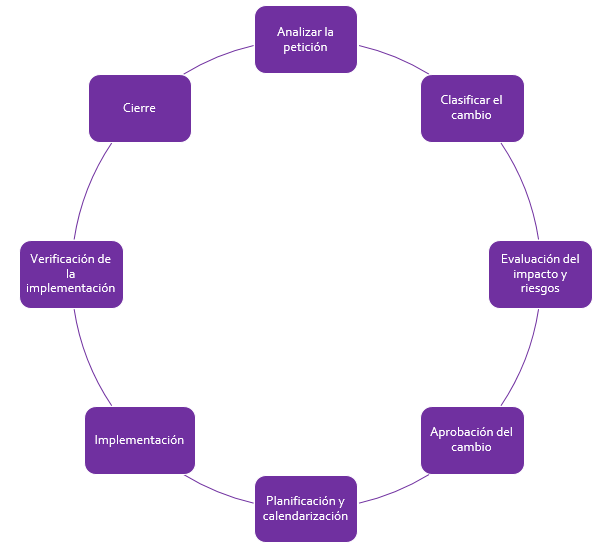 Analizar la
petición
Clasificar el
cambio
Evaluación del
impacto y
riesgos
Aprobación del
cambio
Planificación y
calendarización
Implementación
Verificación de
la
implementación
Cierre